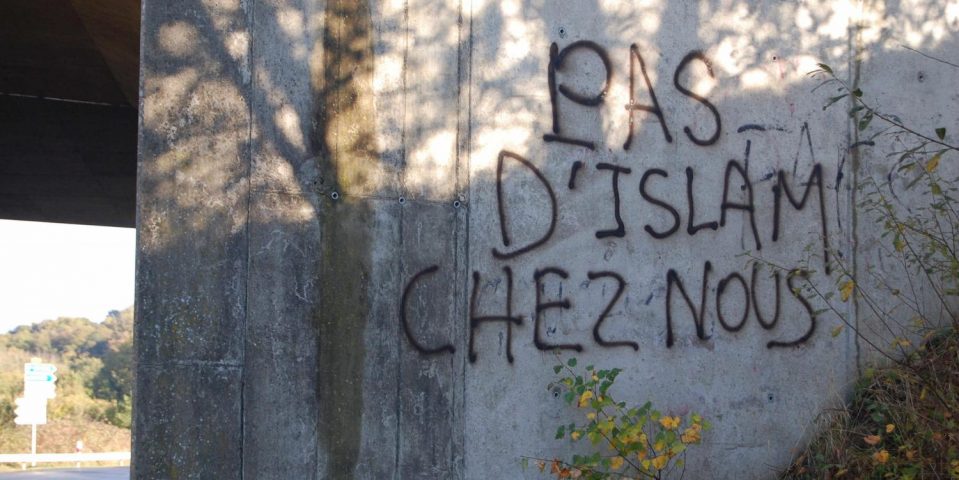 PAS
D'ISLAM
CHEZ NOUS